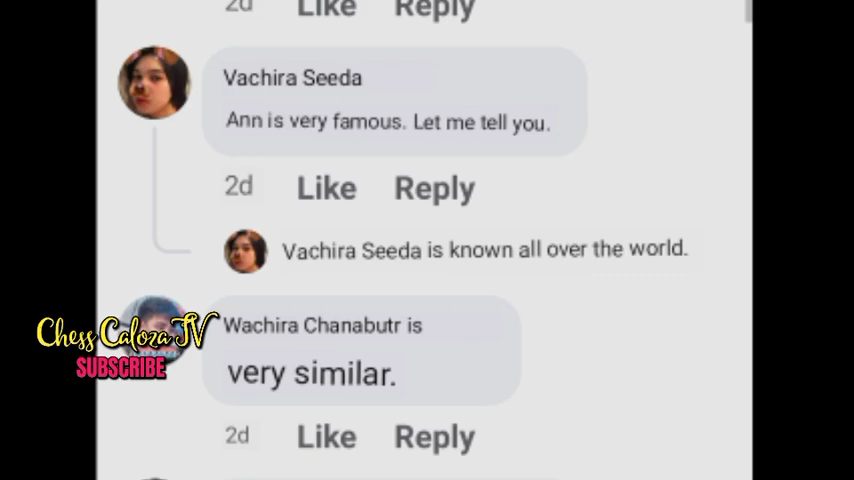 2d Like Reply
Vachira Seeda
Ann is very famous. Let me tell you.
2d Like Reply
Vachira Seeda is known all over the world.
Wachira Chanabutr is
very similar.
Chess Caloza TV
SUBSCRIBE
2d Like Reply